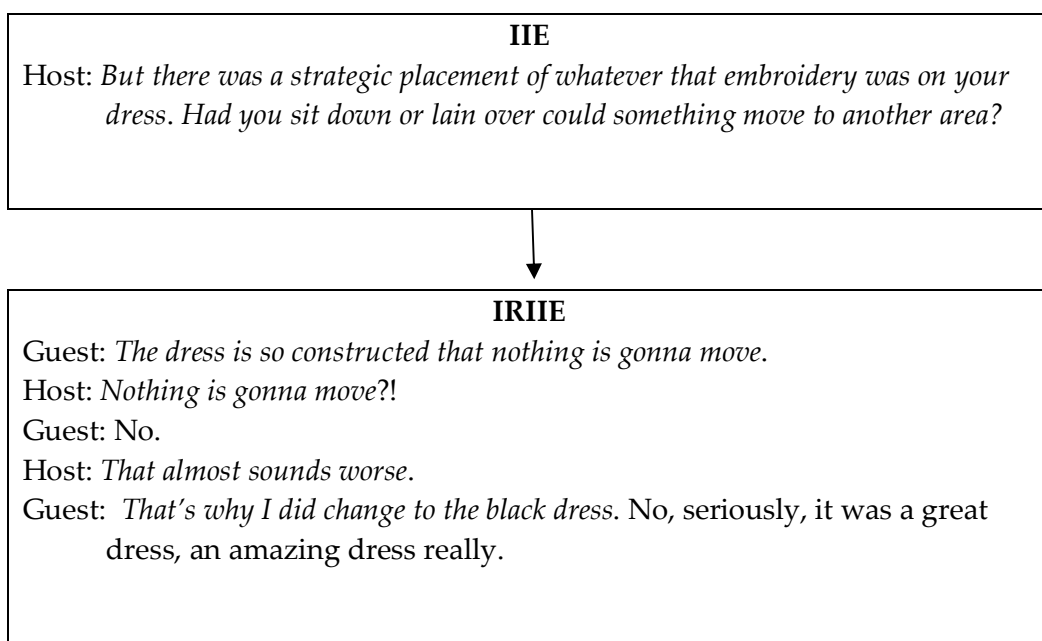 IIE
Host: But there was a strategic placement of whatever that embroidery was on your
dress. Had you sit down or lain over could something move to another area?
IRIIE
Guest: The dress is so constructed that nothing is gonna move.
Host: Nothing is gonna move?!
Guest: No.
Host: That almost sounds worse.
Guest: That's why I did change to the black dress. No, seriously, it was a great
dress, an amazing dress really.